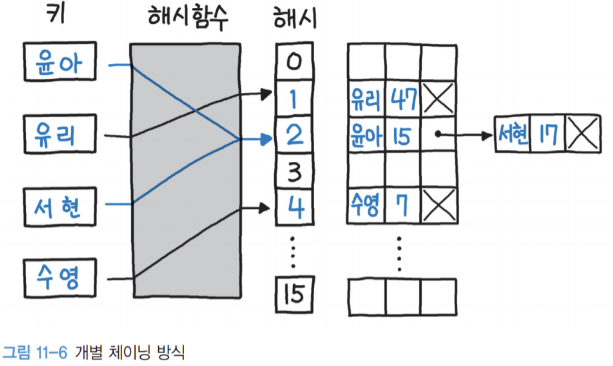 키 해시함수 해시
윤아
유리
서현
수영
0
1 유리 47
2 윤아 15 서현 17
3
4 수영 7
15
그림 11-6 개별 체이닝 방식